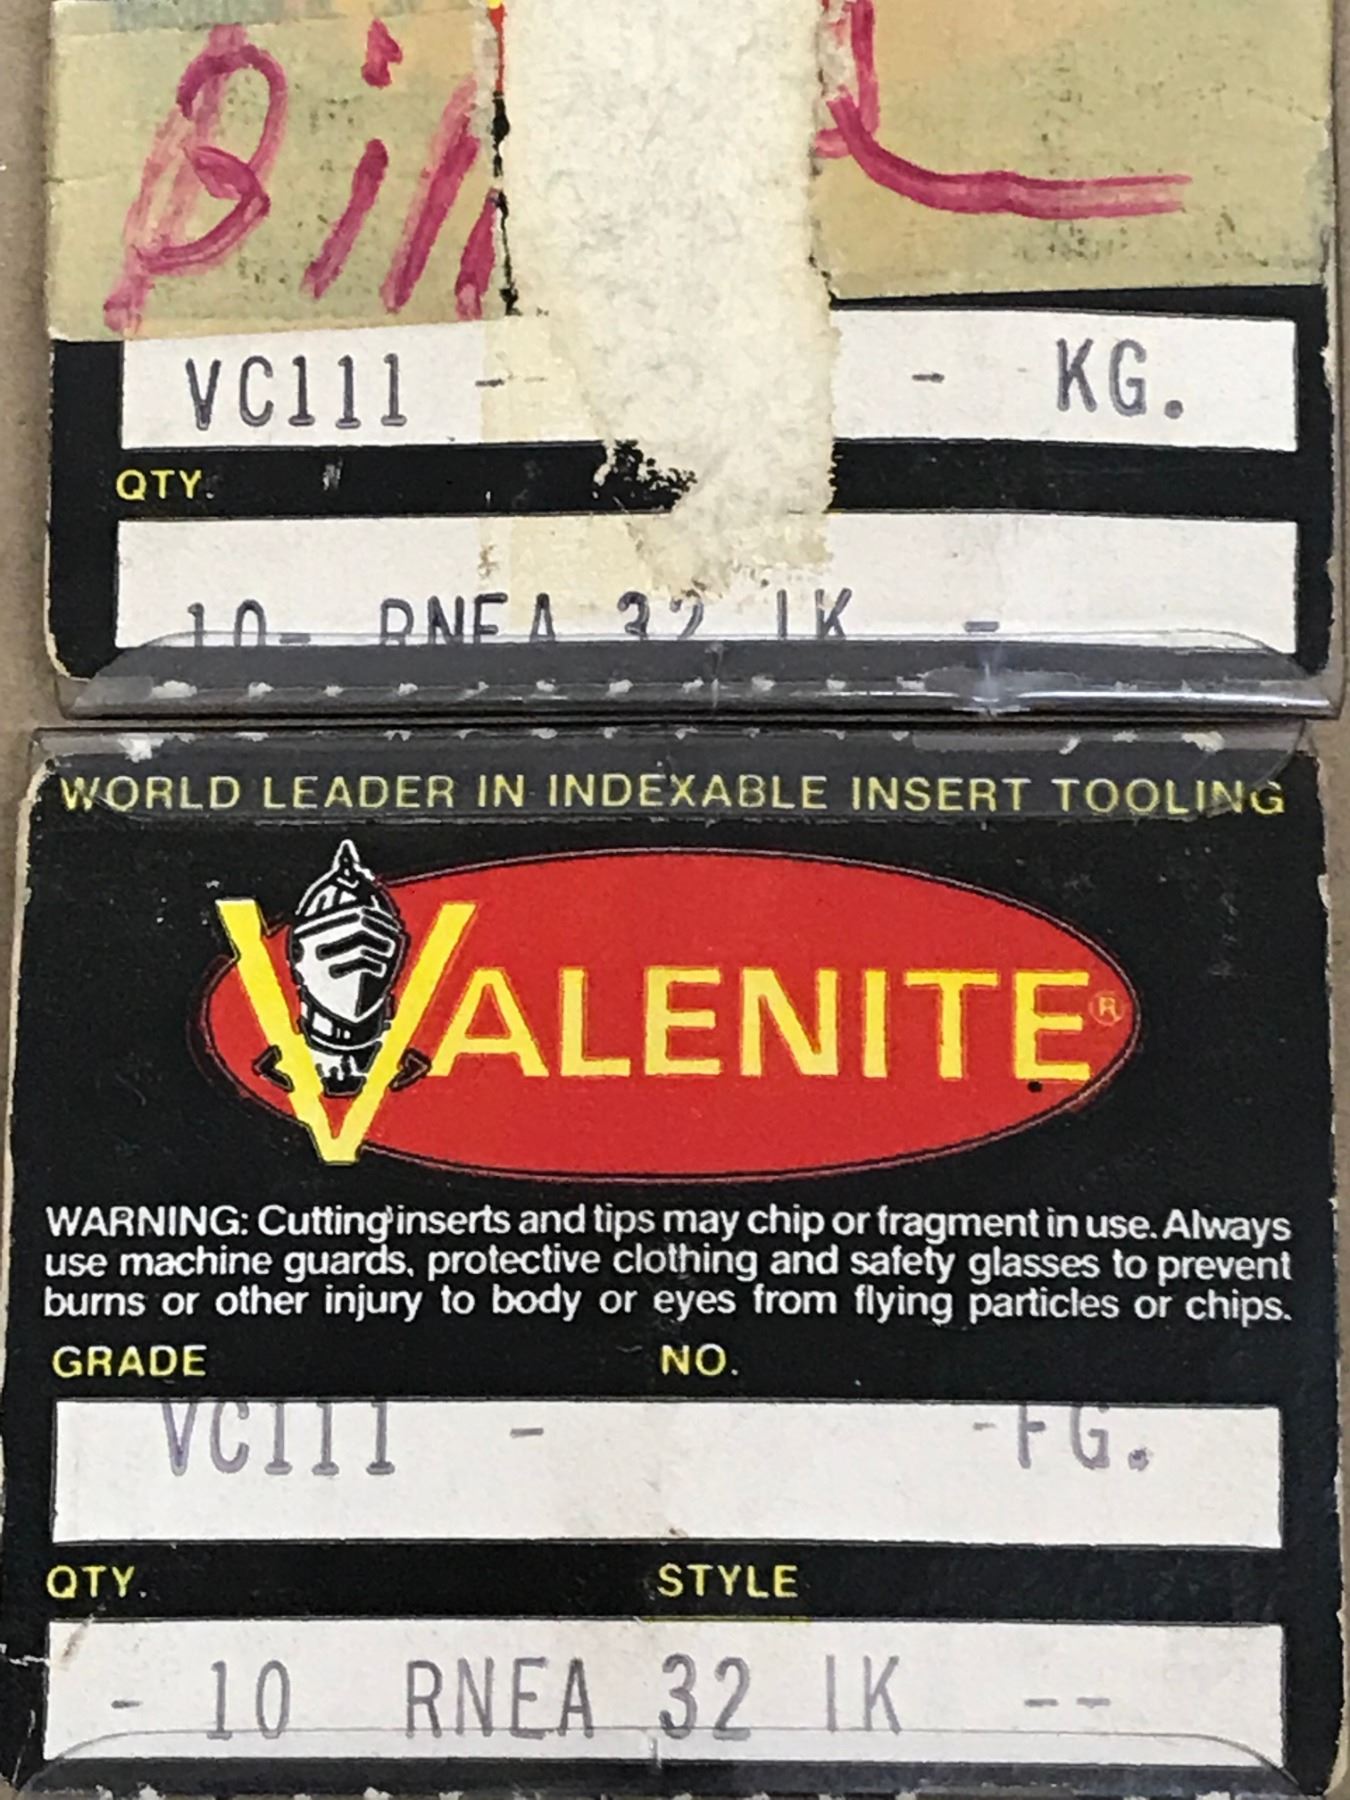 VC111 - - KG.
QTY.
10- RNEA 32 IK -
WORLD LEADER IN INDEXABLE INSERT TOOLING
VALENITE®
WARNING: Cutting inserts and tips may chip or fragment in use. Always
use machine guards, protective clothing and safety glasses to prevent
burns or other injury to body or eyes from flying particles or chips.
GRADE NO.
VC111 - -FG.
QTY. STYLE
- 10 RNEA 32 IK --